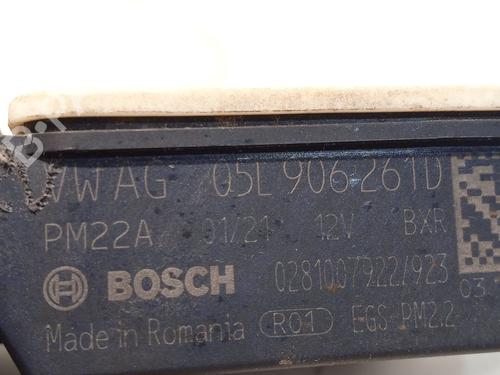 VW AG 05L 906 261D
PM22A 01/21 12V BXR
BOSCH 0281007922/923
03.
Made in Romania R01 EGS-PM2.2